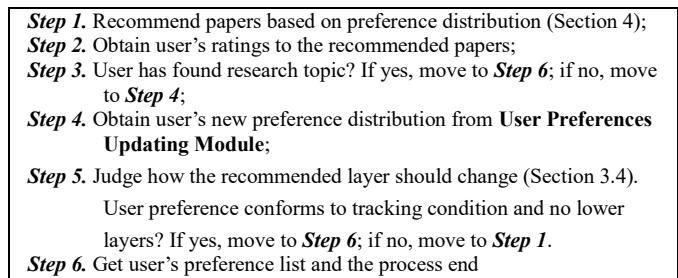 Step 1. Recommend papers based on preference distribution (Section 4);
Step 2. Obtain user's ratings to the recommended papers;
Step 3. User has found research topic? If yes, move to Step 6; if no, move
to Step 4;
Step 4. Obtain user's new preference distribution from User Preferences
Updating Module;
Step 5. Judge how the recommended layer should change (Section 3.4).
User preference conforms to tracking condition and no lower
layers? If yes, move to Step 6; if no, move to Step 1.
Step 6. Get user's preference list and the process end